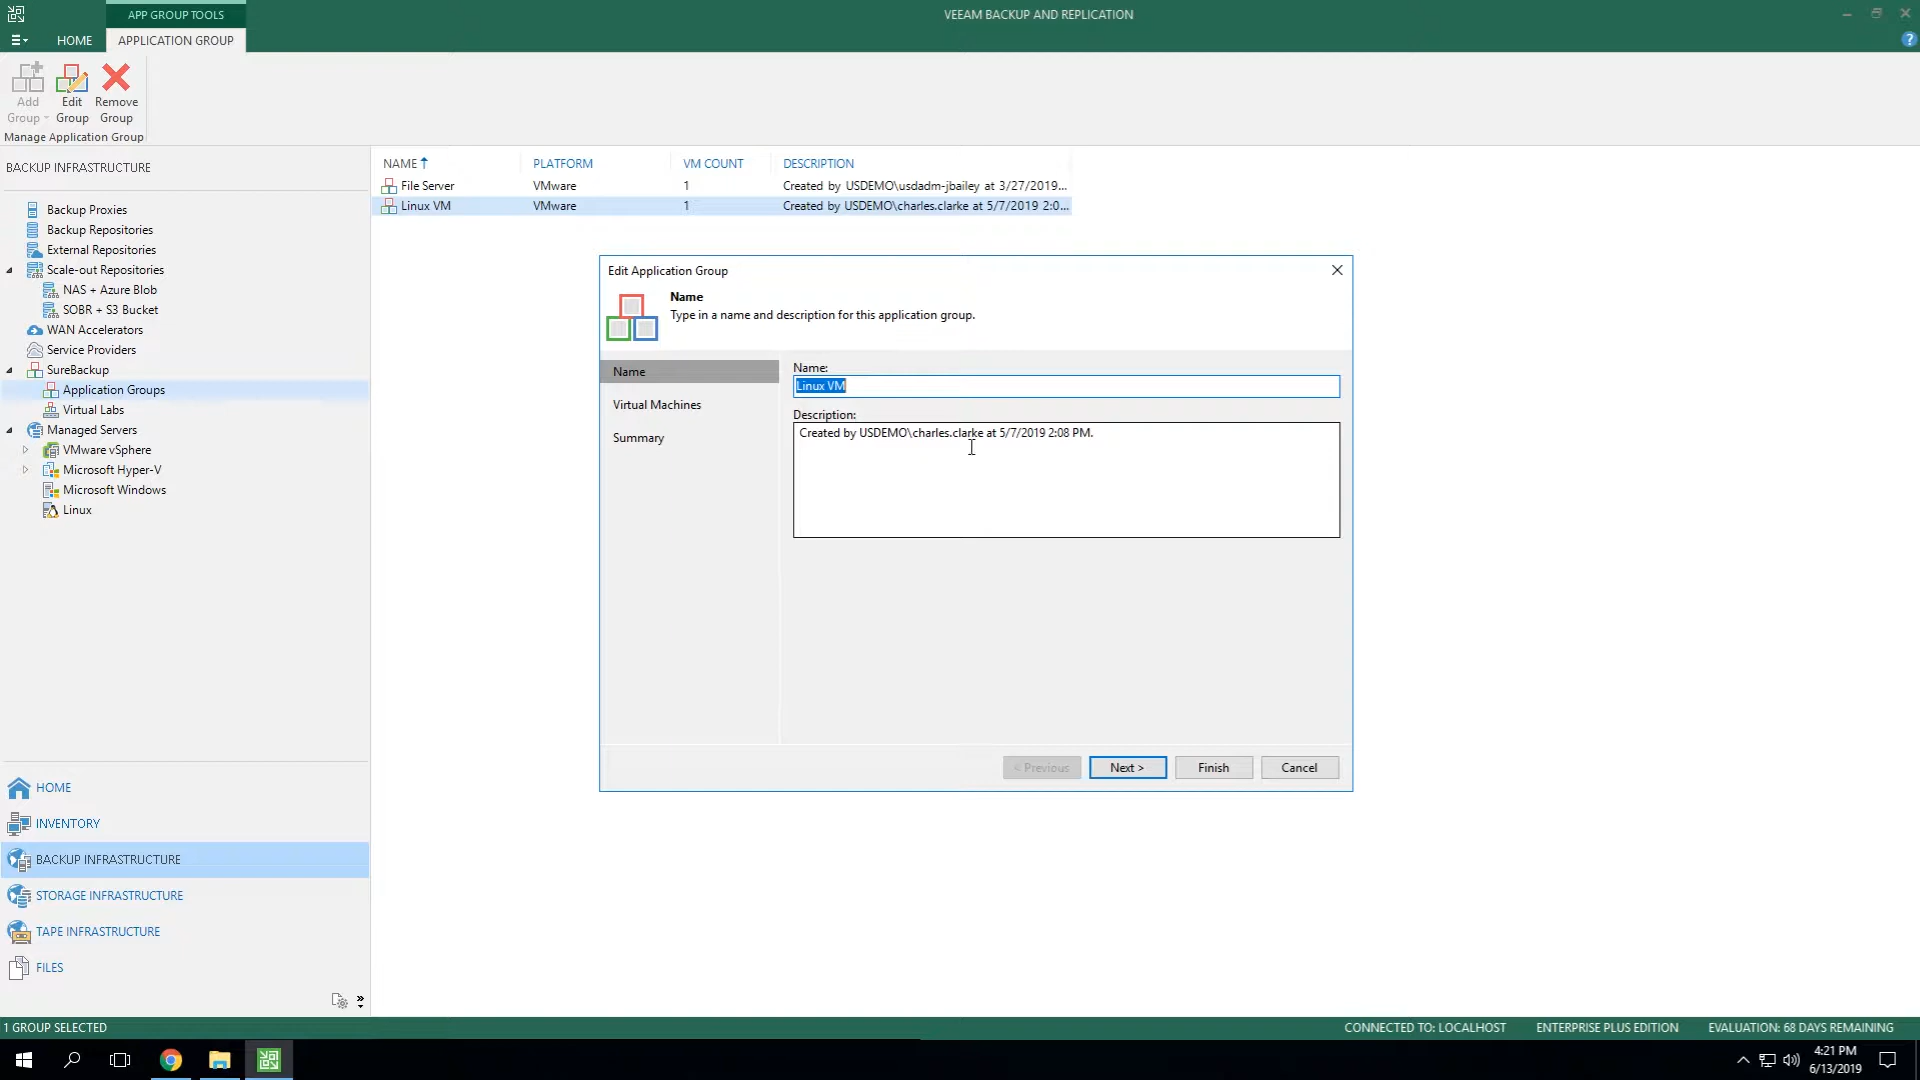 APP GROUP TOOLS
VEEAM BACKUP AND REPLICATION
HOME
APPLICATION GROUP
Add Group
Edit Group
Remove Group
Manage Application Group
BACKUP INFRASTRUCTURE
Backup Proxies
Backup Repositories
External Repositories
Scale-out Repositories
NAS + Azure Blob
SOBR + S3 Bucket
WAN Accelerators
Service Providers
SureBackup
Application Groups
Virtual Labs
Managed Servers
VMware vSphere
Microsoft Hyper-V
Microsoft Windows
Linux
HOME
INVENTORY
BACKUP INFRASTRUCTURE
STORAGE INFRASTRUCTURE
TAPE INFRASTRUCTURE
FILES
NAME PLATFORM VM COUNT DESCRIPTION
File Server VMware 1 Created by USDEMO\usdadm-jbailey at 3/27/2019...
Linux VM VMware 1 Created by USDEMO\charles.clarke at 5/7/2019 2:0...
Edit Application Group
Name
Type in a name and description for this application group.
Name
Virtual Machines
Summary
Name:
Linux VM
Description:
Created by USDEMO\charles.clarke at 5/7/2019 2:08 PM.
< Previous Next > Finish Cancel
1 GROUP SELECTED
CONNECTED TO: LOCALHOST ENTERPRISE PLUS EDITION EVALUATION: 68 DAYS REMAINING
4:21 PM
6/13/2019